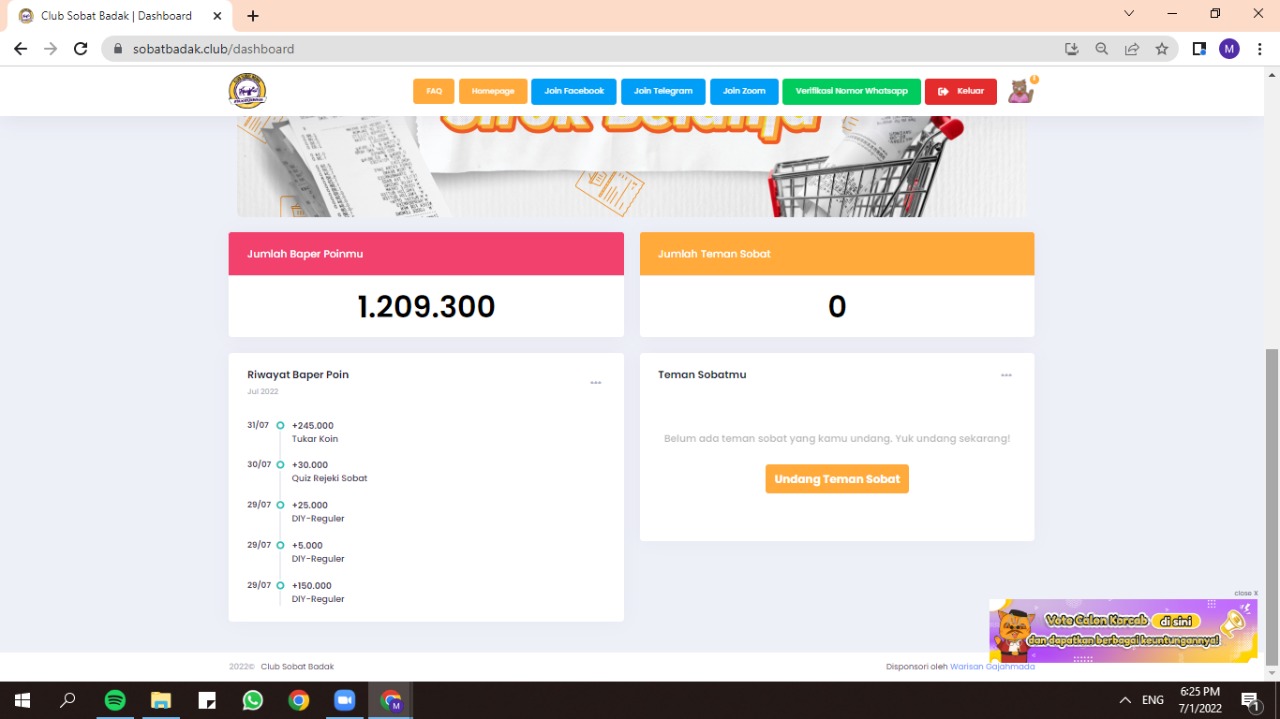 Club Sobat Badak | Dashboard
sobatbadak.club/dashboard
M
FAQ
Homepage
Join Facebook
Join Telegram
Join Zoom
Verifikasi Nomor Whatsapp
Keluar
Jumlah Baper Poinmu
1.209.300
Jumlah Teman Sobat
0
Riwayat Baper Poin
Jul 2022
31/07 +245.000
Tukar Koin
30/07 +30.000
Quiz Rejeki Sobat
29/07 +25.000
DIY-Reguler
29/07 +5.000
DIY-Reguler
29/07 +150.000
DIY-Reguler
Teman Sobatmu
Belum ada teman sobat yang kamu undang. Yuk undang sekarang!
Undang Teman Sobat
close X
Vote Calon Korcab di sini
dan dapatkan berbagai keuntungannya!
2022© Club Sobat Badak
Disponsori oleh Warisan Gajahmada
M
ENG
6:25 PM
7/1/2022
1